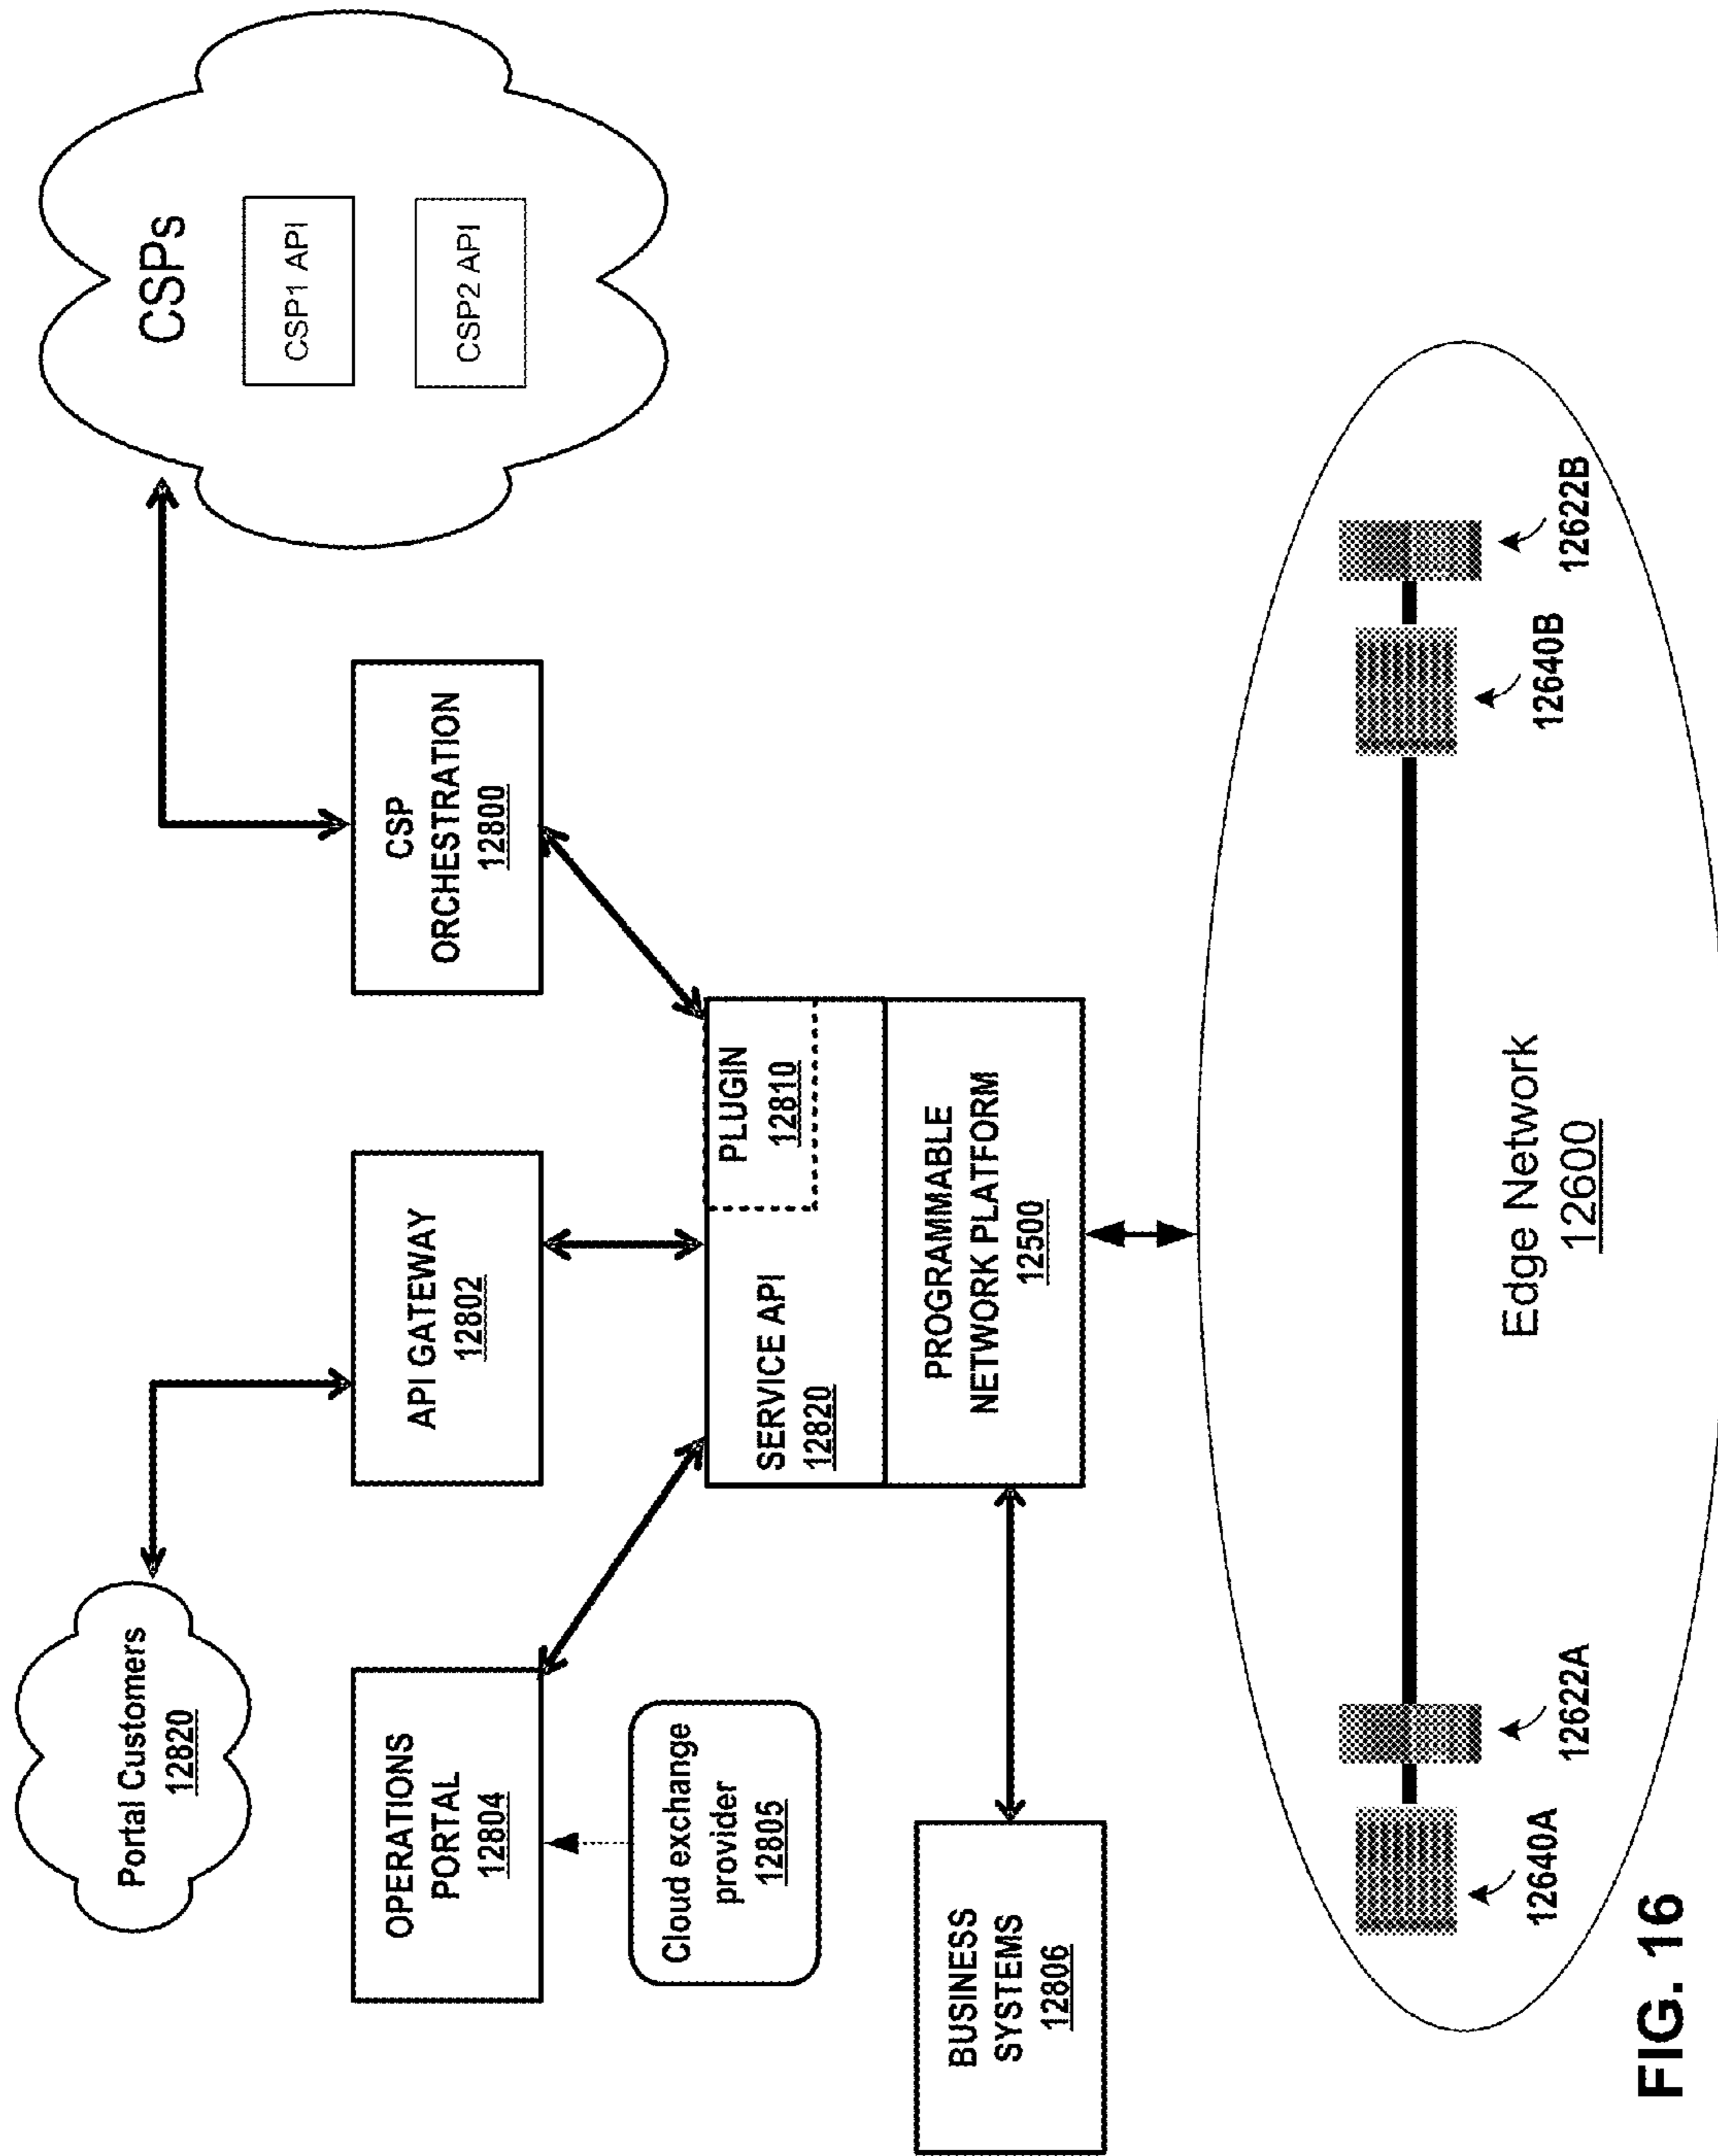 Portal Customers
12820
CSPs
CSP1 API
CSP2 API
OPERATIONS
PORTAL
12804
API GATEWAY
12802
CSP
ORCHESTRATION
12800
Cloud exchange
provider
12805
SERVICE API
12820
PLUGIN
12810
PROGRAMMABLE
NETWORK PLATFORM
12500
BUSINESS
SYSTEMS
12806
12640A
12622A
12640B
12622B
Edge Network
12600
FIG. 16